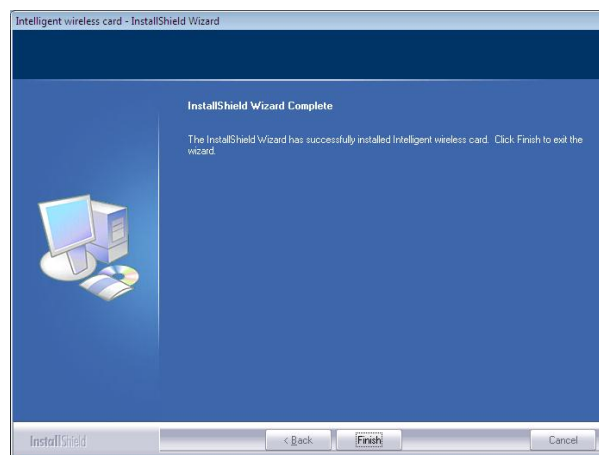 Intelligent wireless card - InstallShield Wizard
InstallShield Wizard Complete
The InstallShield Wizard has successfully installed Intelligent wireless card. Click Finish to exit the
wizard.
InstallShield
< Back
Finish
Cancel